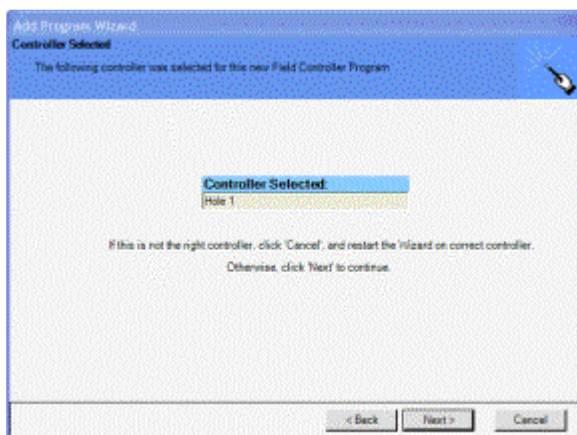 Add Program Wizard
Controller Selected
The following controller was selected for this new Field Controller Program
Controller Selected:
Hole 1
If this is not the right controller, click 'Cancel', and restart the Wizard on correct controller.
Otherwise, click 'Next' to continue.
< Back Next > Cancel